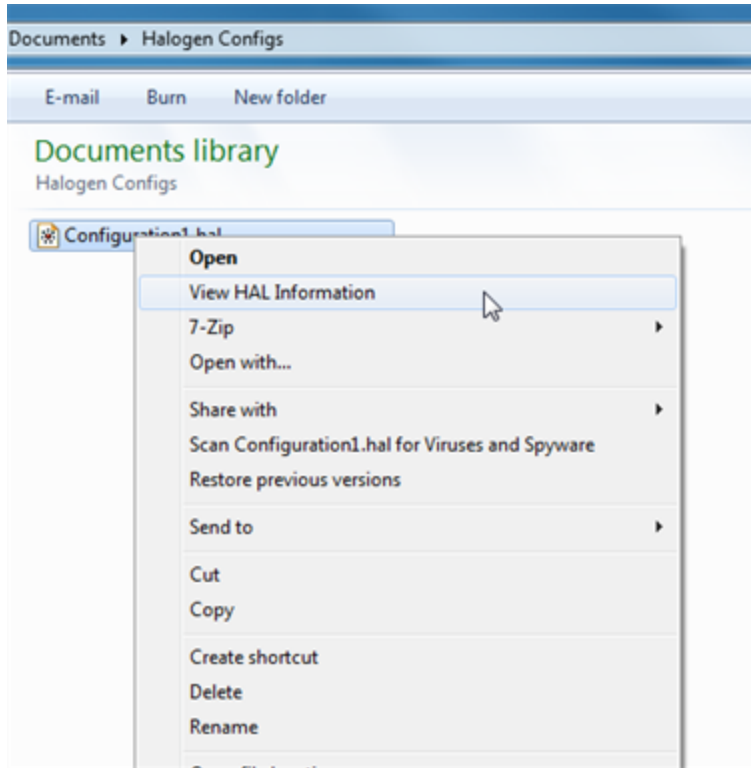 Documents ▸ Halogen Configs
E-mail Burn New folder
Documents library
Halogen Configs
Configuration1.hal
Open
View HAL Information
7-Zip
Open with...
Share with
Scan Configuration1.hal for Viruses and Spyware
Restore previous versions
Send to
Cut
Copy
Create shortcut
Delete
Rename